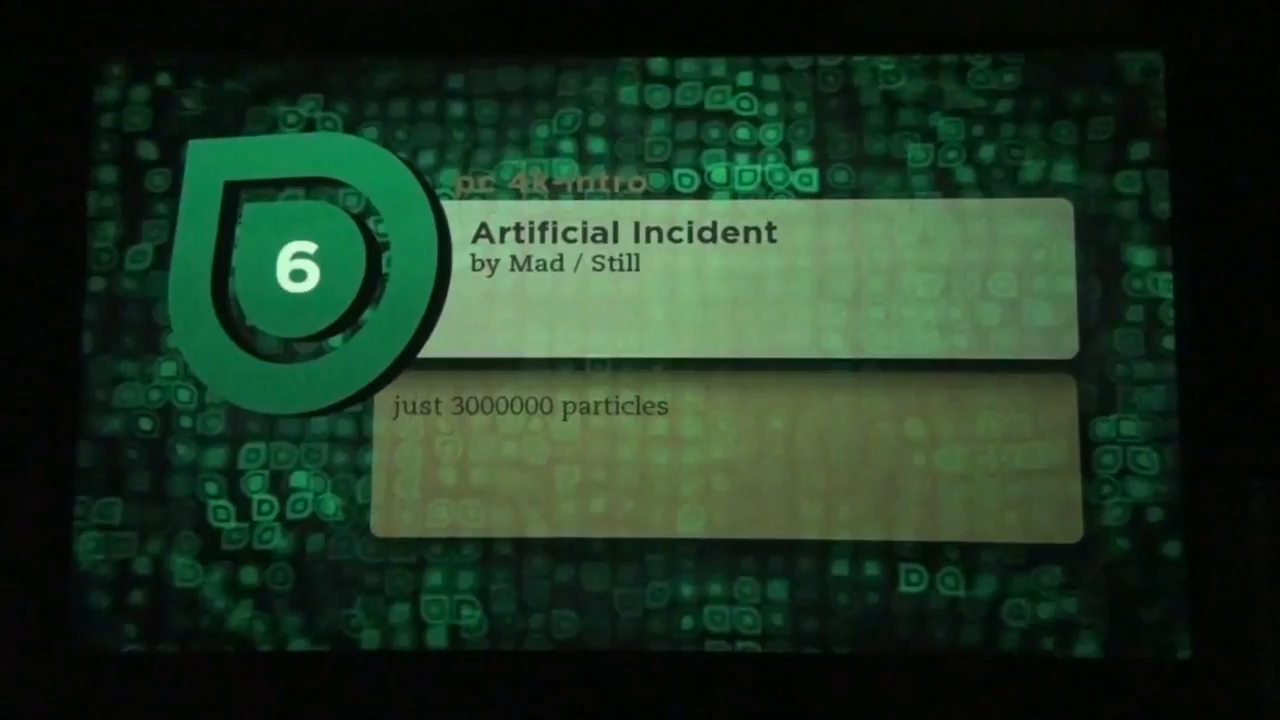 pc 4k-intro
6
Artificial Incident
by Mad / Still
just 3000000 particles